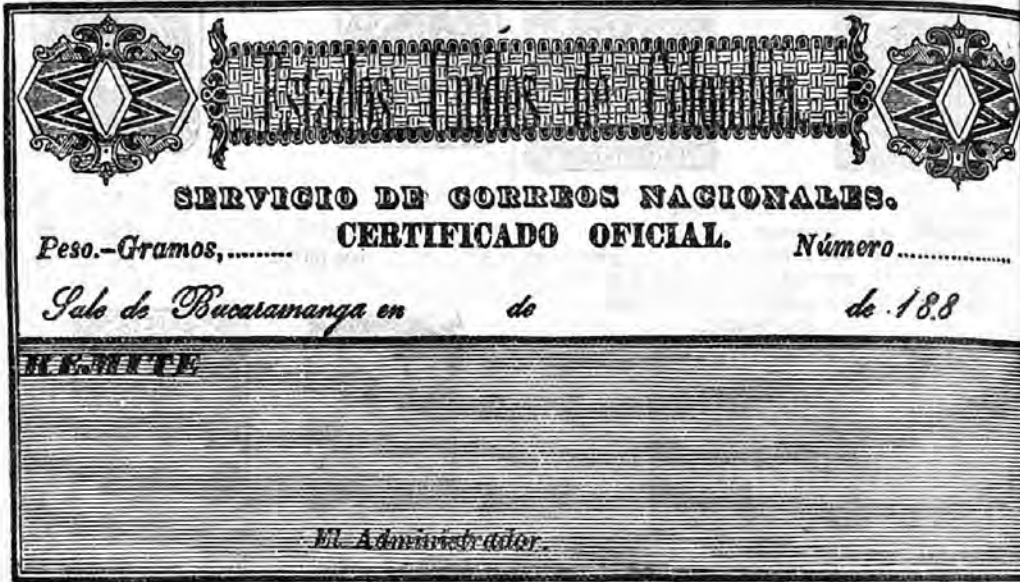 Estados Unidos de Colombia.
SERVICIO DE CORREOS NACIONALES.
CERTIFICADO OFICIAL.
Peso.-Gramos,......... Número.................
Sale de Bucaramanga en de de 188
REMITE
El Administrador.